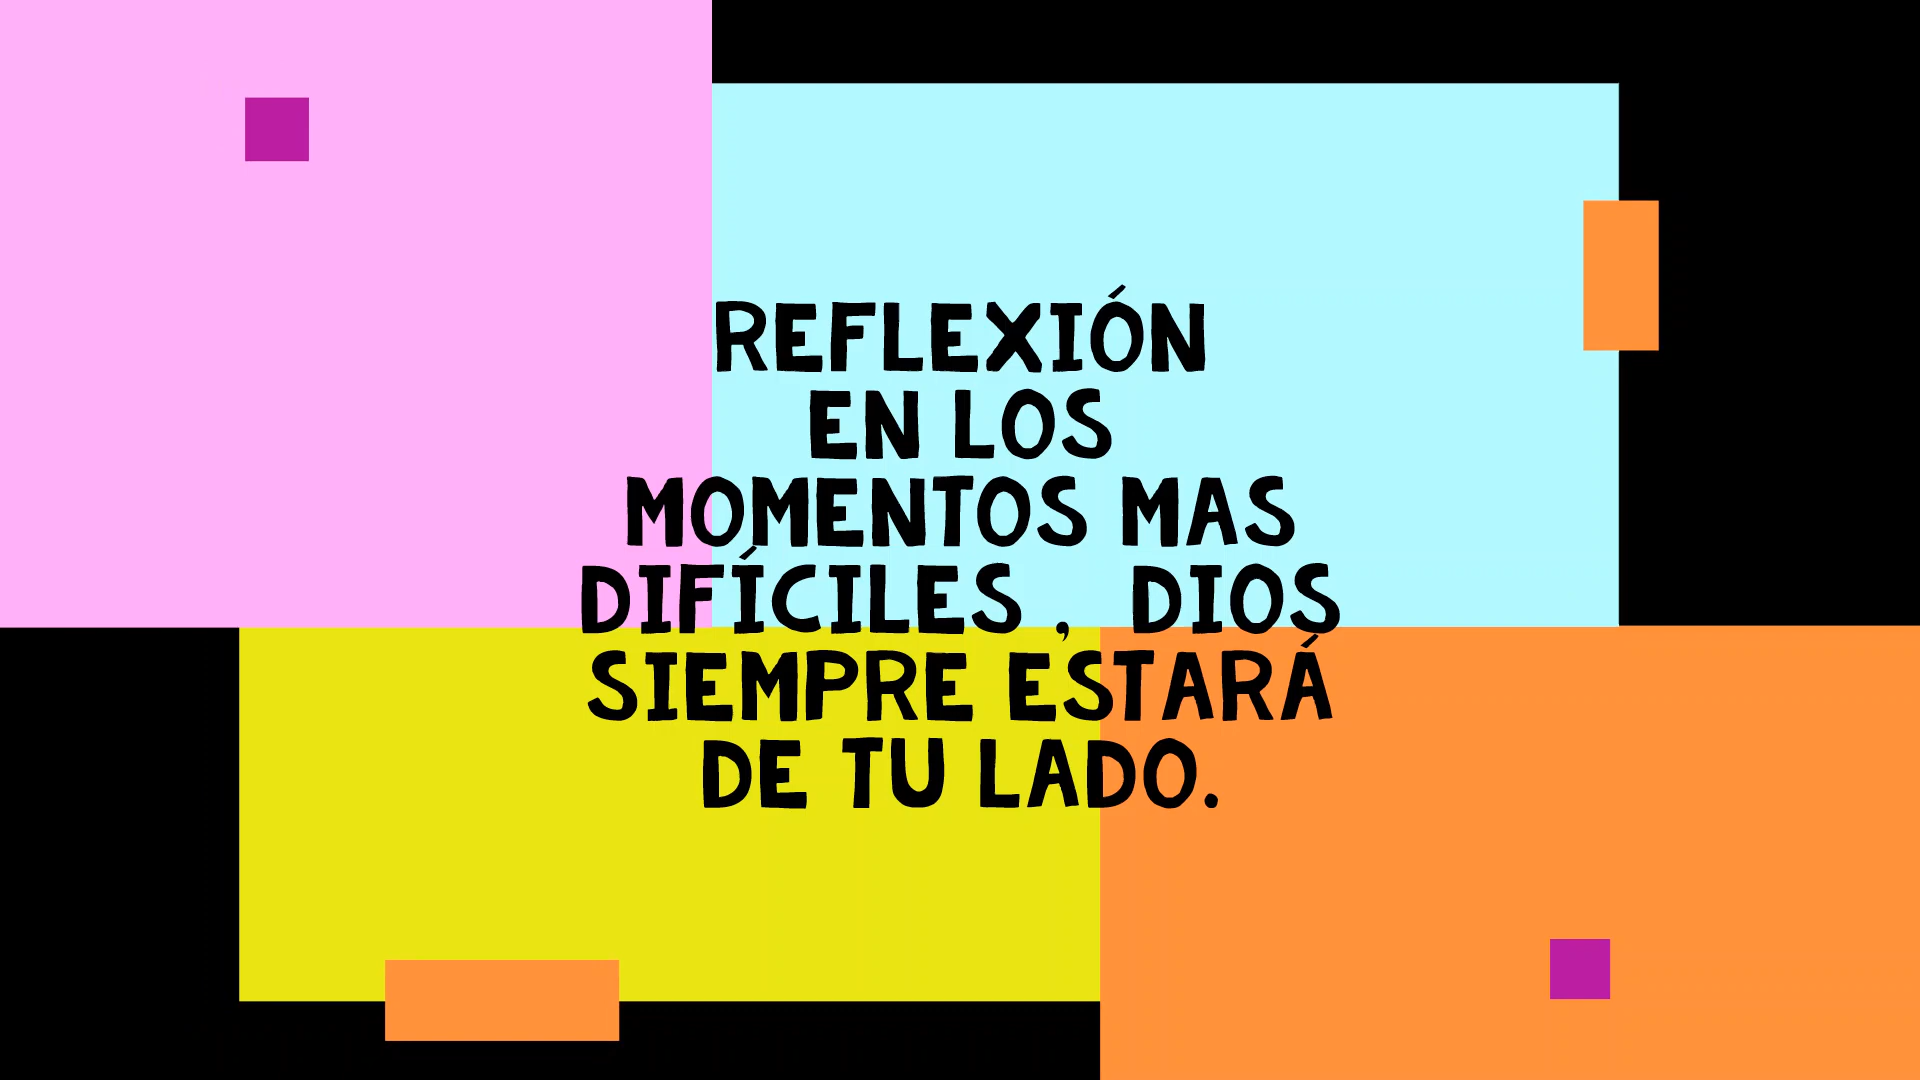 REFLEXIÓN
EN LOS
MOMENTOS MAS
DIFÍCILES ,  DIOS
SIEMPRE ESTARÁ
DE TU LADO.